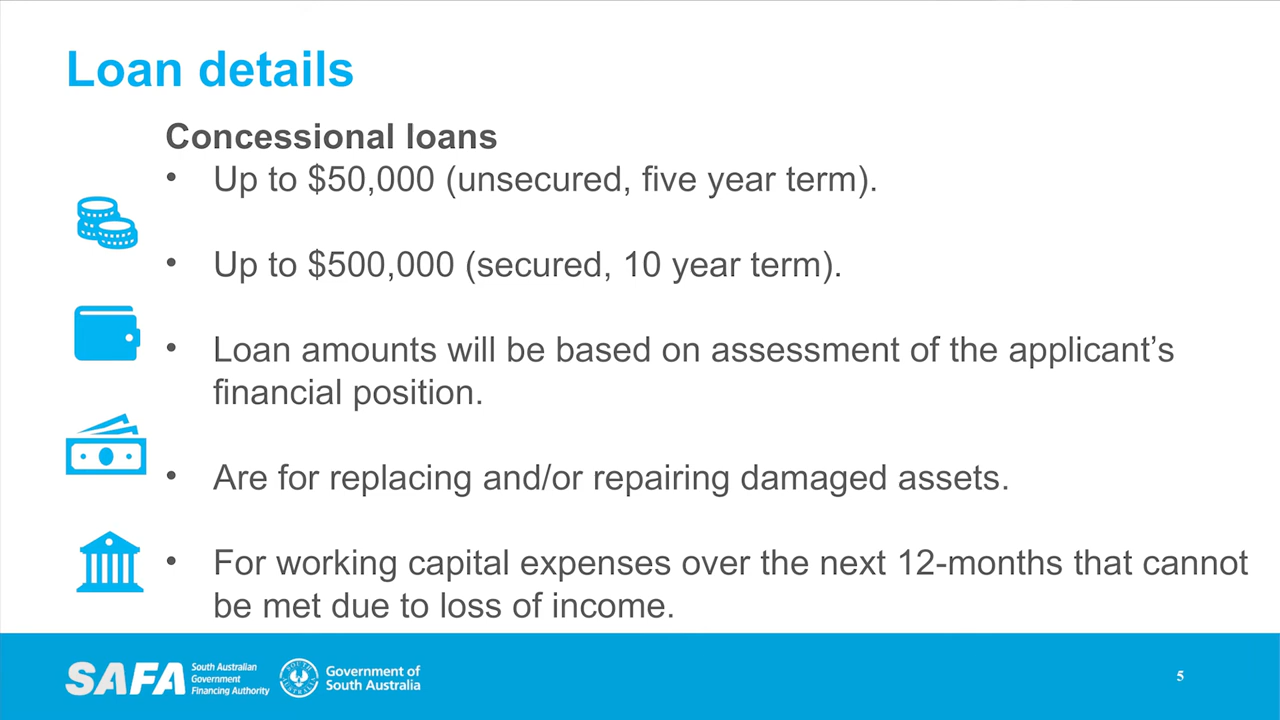 Loan details
Concessional loans
• Up to $50,000 (unsecured, five year term).
• Up to $500,000 (secured, 10 year term).
• Loan amounts will be based on assessment of the applicant’s
financial position.
• Are for replacing and/or repairing damaged assets.
• For working capital expenses over the next 12-months that cannot
be met due to loss of income.
SAFA
South Australian
Government
Financing Authority
Government of
South Australia
5